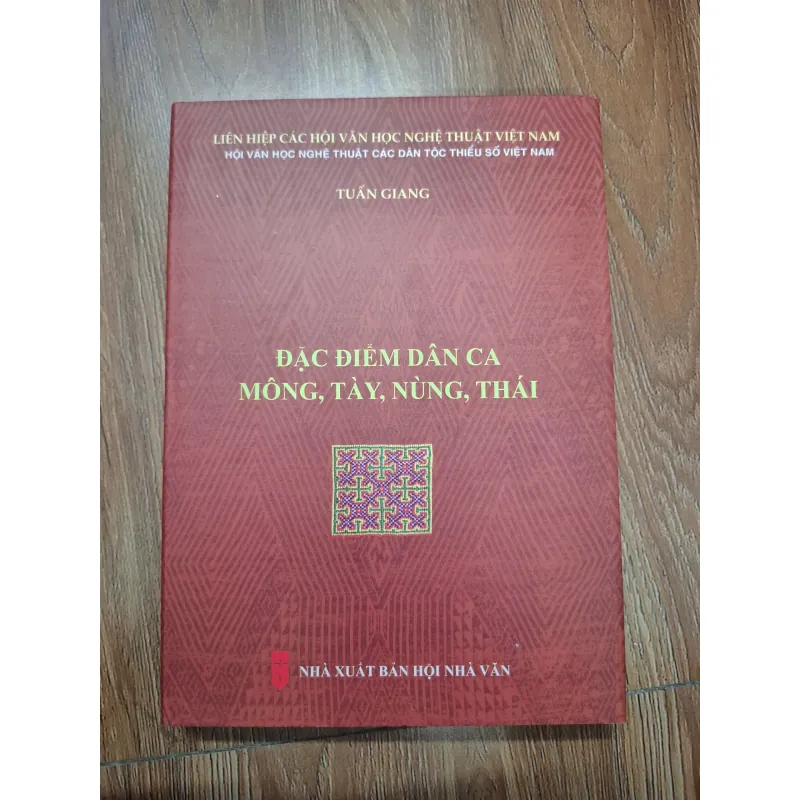 LIÊN HIỆP CÁC HỘI VĂN HỌC NGHỆ THUẬT VIỆT NAM
HỘI VĂN HỌC NGHỆ THUẬT CÁC DÂN TỘC THIỂU SỐ VIỆT NAM
TUẤN GIANG
ĐẶC ĐIỂM DÂN CA
MÔNG, TÀY, NÙNG, THÁI
NHÀ XUẤT BẢN HỘI NHÀ VĂN